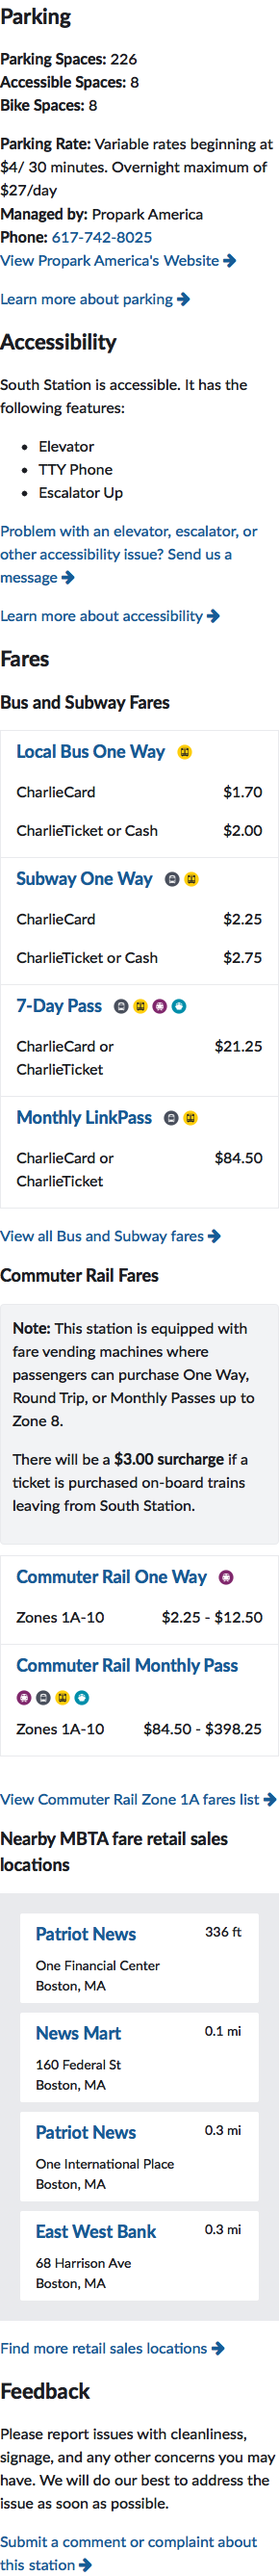 Parking
Parking Spaces: 226
Accessible Spaces: 8
Bike Spaces: 8
Parking Rate: Variable rates beginning at
$4/ 30 minutes. Overnight maximum of
$27/day
Managed by: Propark America
Phone: 617-742-8025
View Propark America's Website
Learn more about parking
Accessibility
South Station is accessible. It has the
following features:
Elevator
TTY Phone
Escalator Up
Problem with an elevator, escalator, or
other accessibility issue? Send us a
message
Learn more about accessibility
Fares
Bus and Subway Fares
Local Bus One Way
CharlieCard $1.70
CharlieTicket or Cash $2.00
Subway One Way
CharlieCard $2.25
CharlieTicket or Cash $2.75
7-Day Pass
CharlieCard or $21.25
CharlieTicket
Monthly LinkPass
CharlieCard or $84.50
CharlieTicket
View all Bus and Subway fares
Commuter Rail Fares
Note: This station is equipped with
fare vending machines where
passengers can purchase One Way,
Round Trip, or Monthly Passes up to
Zone 8.
There will be a $3.00 surcharge if a
ticket is purchased on-board trains
leaving from South Station.
Commuter Rail One Way
Zones 1A-10 $2.25 - $12.50
Commuter Rail Monthly Pass
Zones 1A-10 $84.50 - $398.25
View Commuter Rail Zone 1A fares list
Nearby MBTA fare retail sales
locations
Patriot News 336 ft
One Financial Center
Boston, MA
News Mart 0.1 mi
160 Federal St
Boston, MA
Patriot News 0.3 mi
One International Place
Boston, MA
East West Bank 0.3 mi
68 Harrison Ave
Boston, MA
Find more retail sales locations
Feedback
Please report issues with cleanliness,
signage, and any other concerns you may
have. We will do our best to address the
issue as soon as possible.
Submit a comment or complaint about
this station